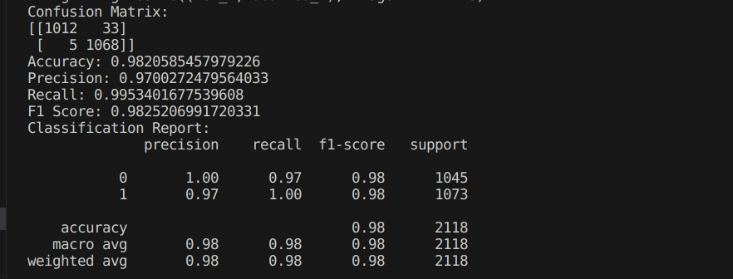 Confusion Matrix:
[[1012 33]
[ 5 1068]]
Accuracy: 0.9820585457979226
Precision: 0.9700272479564033
Recall: 0.9953401677539608
F1 Score: 0.9825206991720331
Classification Report:
precision recall f1-score support
0 1.00 0.97 0.98 1045
1 0.97 1.00 0.98 1073
accuracy 0.98 2118
macro avg 0.98 0.98 0.98 2118
weighted avg 0.98 0.98 0.98 2118